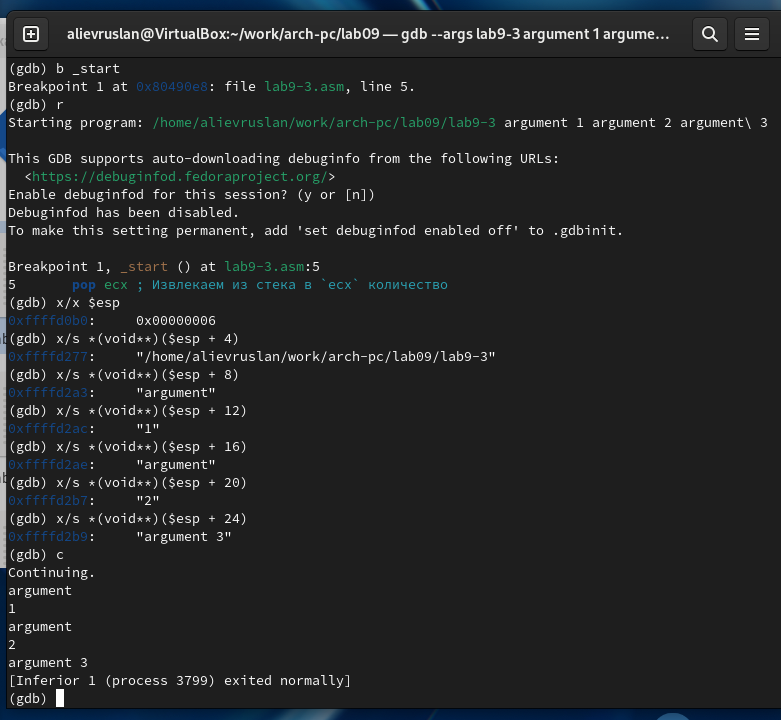 alievruslan@VirtualBox:~/work/arch-pc/lab09 — gdb --args lab9-3 argument 1 argume…
(gdb) b _start
Breakpoint 1 at 0x80490e8: file lab9-3.asm, line 5.
(gdb) r
Starting program: /home/alievruslan/work/arch-pc/lab09/lab9-3 argument 1 argument 2 argument\ 3
This GDB supports auto-downloading debuginfo from the following URLs:
<https://debuginfod.fedoraproject.org/>
Enable debuginfod for this session? (y or [n])
Debuginfod has been disabled.
To make this setting permanent, add 'set debuginfod enabled off' to .gdbinit.
Breakpoint 1, _start () at lab9-3.asm:5
5 pop ecx ; Извлекаем из стека в `ecx` количество
(gdb) x/x $esp
0xffffd0b0: 0x00000006
(gdb) x/s *(void**)($esp + 4)
0xffffd277: "/home/alievruslan/work/arch-pc/lab09/lab9-3"
(gdb) x/s *(void**)($esp + 8)
0xffffd2a3: "argument"
(gdb) x/s *(void**)($esp + 12)
0xffffd2ac: "1"
(gdb) x/s *(void**)($esp + 16)
0xffffd2ae: "argument"
(gdb) x/s *(void**)($esp + 20)
0xffffd2b7: "2"
(gdb) x/s *(void**)($esp + 24)
0xffffd2b9: "argument 3"
(gdb) c
Continuing.
argument
1
argument
2
argument 3
[Inferior 1 (process 3799) exited normally]
(gdb)